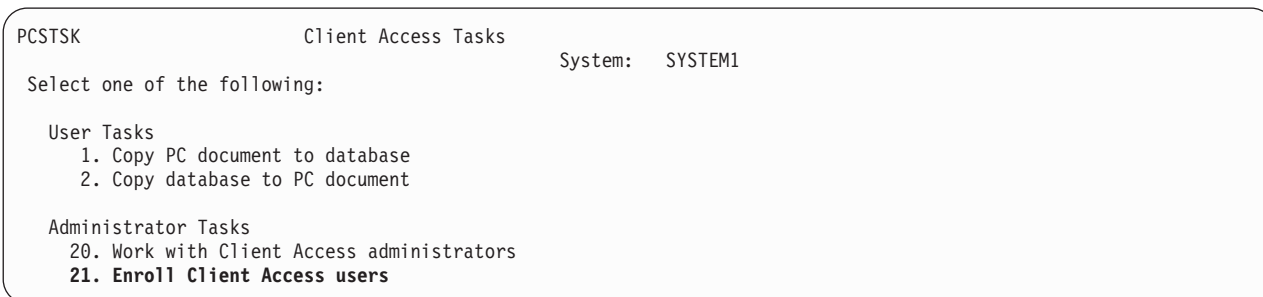 PCSTSK Client Access Tasks
System: SYSTEM1
Select one of the following:
User Tasks
1. Copy PC document to database
2. Copy database to PC document
Administrator Tasks
20. Work with Client Access administrators
21. Enroll Client Access users